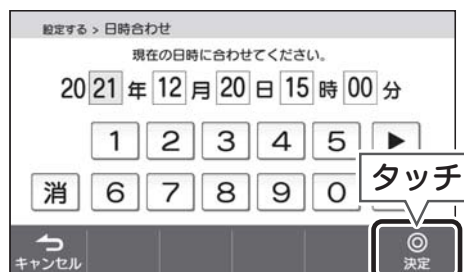 設定する > 日時合わせ
現在の日時に合わせてください。
2021年12月20日15時00分
1 2 3 4 5 ▶
消 6 7 8 9 0
タッチ
キャンセル
◎
決定